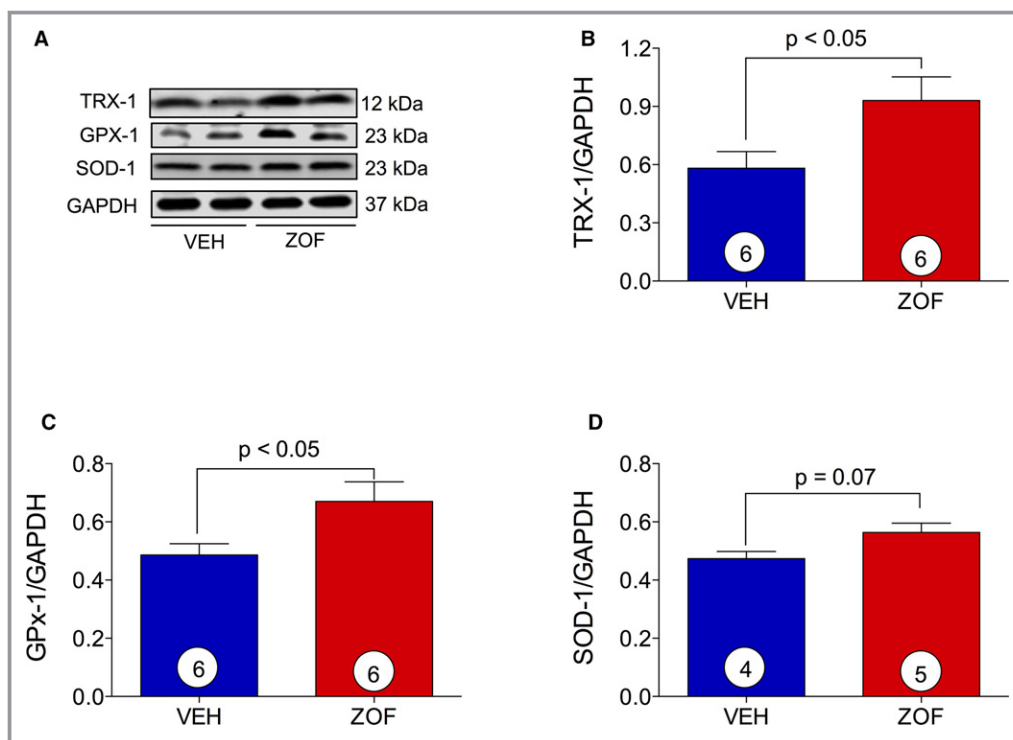 A
TRX-1 12 kDa
GPX-1 23 kDa
SOD-1 23 kDa
GAPDH 37 kDa
VEH ZOF
B
p < 0.05
TRX-1/GAPDH
1.2
0.9
0.6
0.3
0.0
6 6
VEH ZOF
C
p < 0.05
GPx-1/GAPDH
0.8
0.6
0.4
0.2
0.0
6 6
VEH ZOF
D
p = 0.07
SOD-1/GAPDH
0.8
0.6
0.4
0.2
0.0
4 5
VEH ZOF